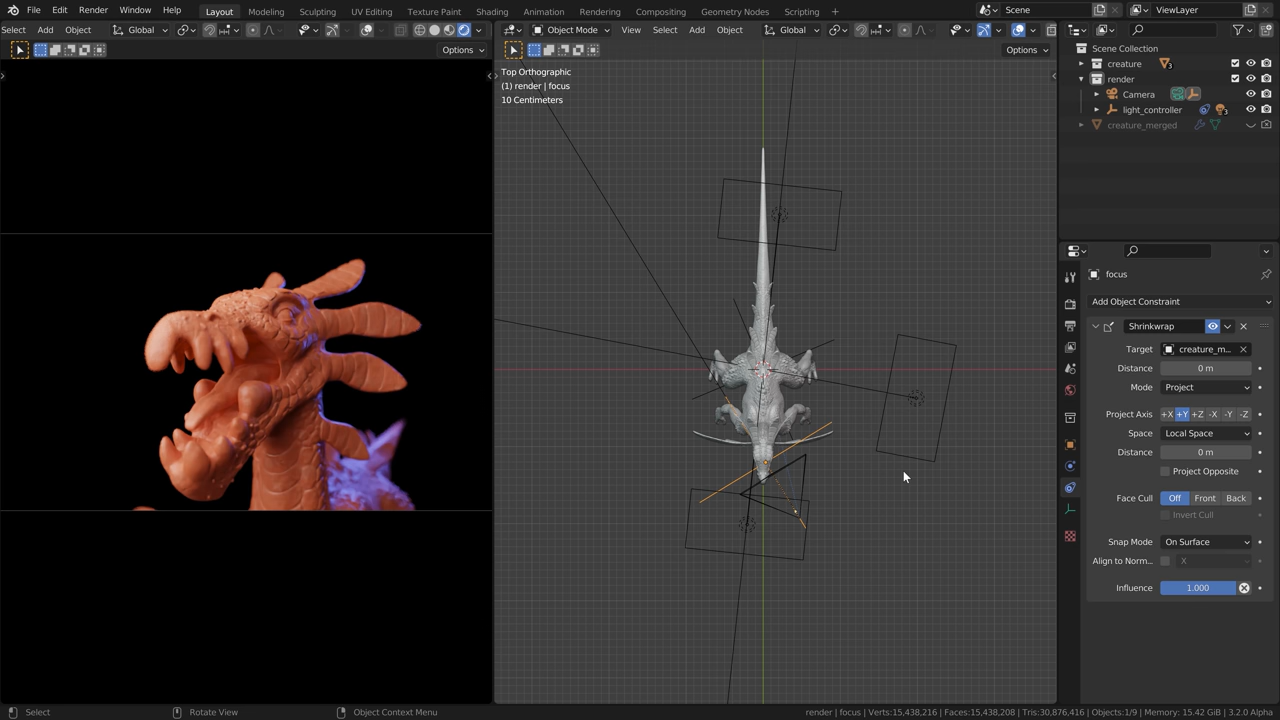 File Edit Render Window Help Layout Modeling Sculpting UV Editing Texture Paint Shading Animation Rendering Compositing Geometry Nodes Scripting + Scene ViewLayer
Select Add Object Global Object Mode View Select Add Object Global
Options Options
Top Orthographic
(1) render | focus
10 Centimeters
Scene Collection
creature 3
render
Camera
light_controller 3
creature_merged
focus
Add Object Constraint
Shrinkwrap
Target creature_m...
Distance 0 m
Mode Project
Project Axis +X +Y +Z -X -Y -Z
Space Local Space
Distance 0 m
Project Opposite
Face Cull Off Front Back
Invert Cull
Snap Mode On Surface
Align to Norm... X
Influence 1.000
Select Rotate View Object Context Menu render | focus | Verts:15,438,216 | Faces:15,438,208 | Tris:30,876,416 | Objects:1/9 | Memory: 15.42 GiB | 3.2.0 Alpha